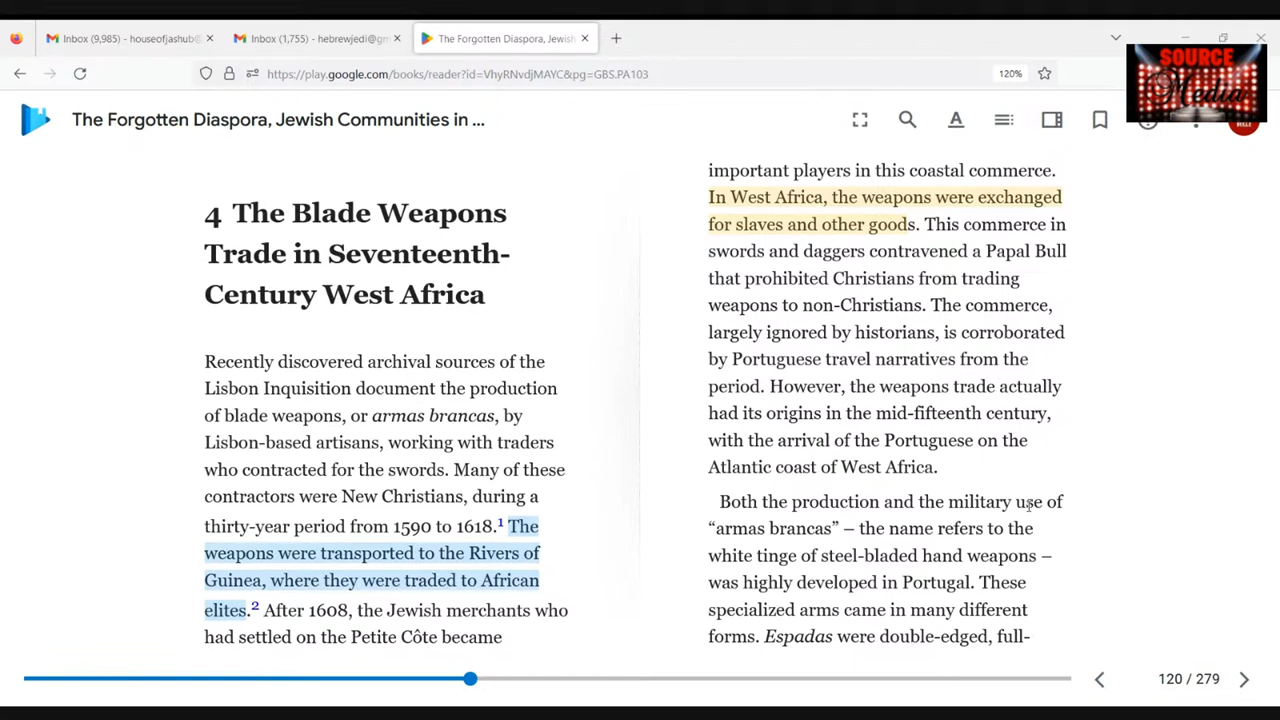 Inbox (9,985) - houseofjashub@
Inbox (1,755) - hebrewjedi@gm
The Forgotten Diaspora, Jewish
https://play.google.com/books/reader?id=VhyRNvdjMAYC&pg=GBS.PA103
120%
SOURCE
Media
The Forgotten Diaspora, Jewish Communities in ...
4 The Blade Weapons
Trade in Seventeenth-
Century West Africa
Recently discovered archival sources of the
Lisbon Inquisition document the production
of blade weapons, or armas brancas, by
Lisbon-based artisans, working with traders
who contracted for the swords. Many of these
contractors were New Christians, during a
thirty-year period from 1590 to 1618.1 The
weapons were transported to the Rivers of
Guinea, where they were traded to African
elites.2 After 1608, the Jewish merchants who
had settled on the Petite Côte became
important players in this coastal commerce.
In West Africa, the weapons were exchanged
for slaves and other goods. This commerce in
swords and daggers contravened a Papal Bull
that prohibited Christians from trading
weapons to non-Christians. The commerce,
largely ignored by historians, is corroborated
by Portuguese travel narratives from the
period. However, the weapons trade actually
had its origins in the mid-fifteenth century,
with the arrival of the Portuguese on the
Atlantic coast of West Africa.
Both the production and the military use of
“armas brancas” – the name refers to the
white tinge of steel-bladed hand weapons –
was highly developed in Portugal. These
specialized arms came in many different
forms. Espadas were double-edged, full-
120 / 279